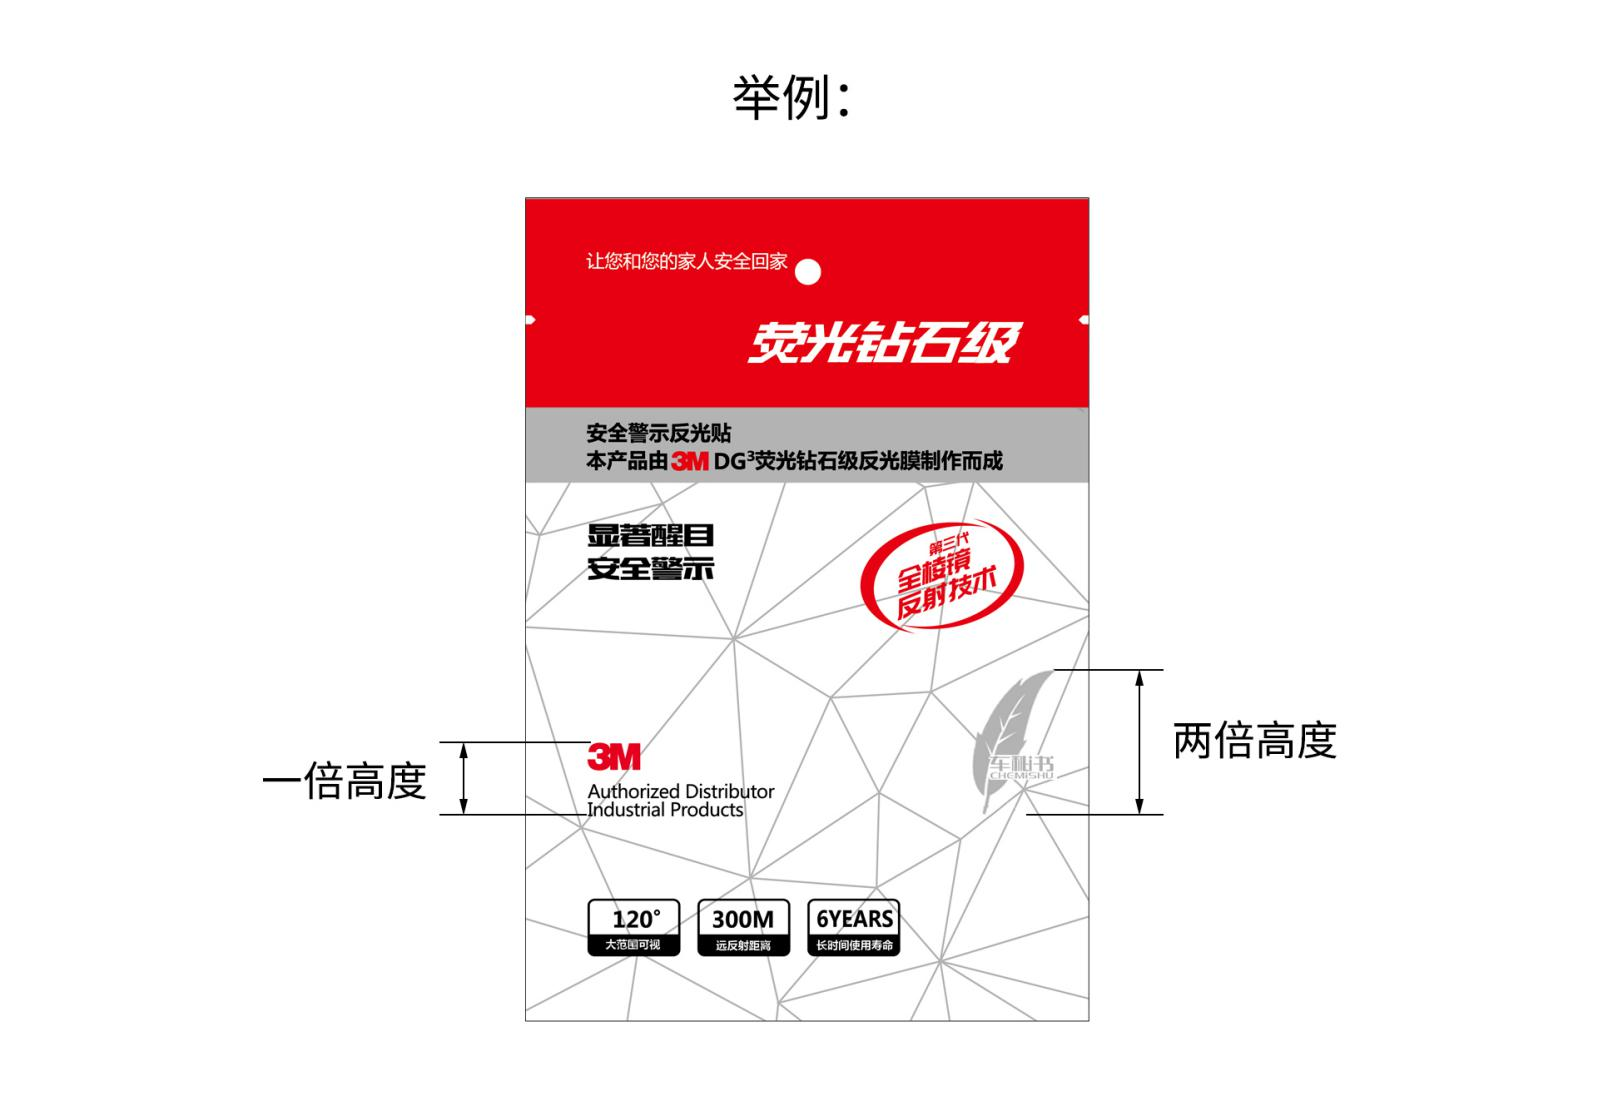 举例：
让您和您的家人安全回家
荧光钻石级
安全警示反光贴
本产品由3M DG³荧光钻石级反光膜制作而成
显著醒目
安全警示
第三代
全棱镜
反射技术
一倍高度
3M
Authorized Distributor
Industrial Products
车秘书
CHEMISHU
两倍高度
120°
大范围可视
300M
远反射距离
6YEARS
长时间使用寿命